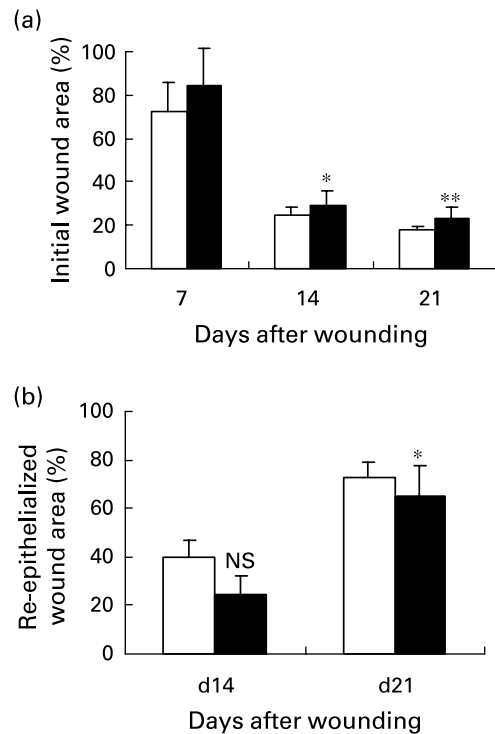 (a)
Initial wound area (%)
100
80
60
40
20
0
*
**
7 14 21
Days after wounding
(b)
Re-epithelialized
wound area (%)
100
80
60
40
20
0
NS
*
d14 d21
Days after wounding